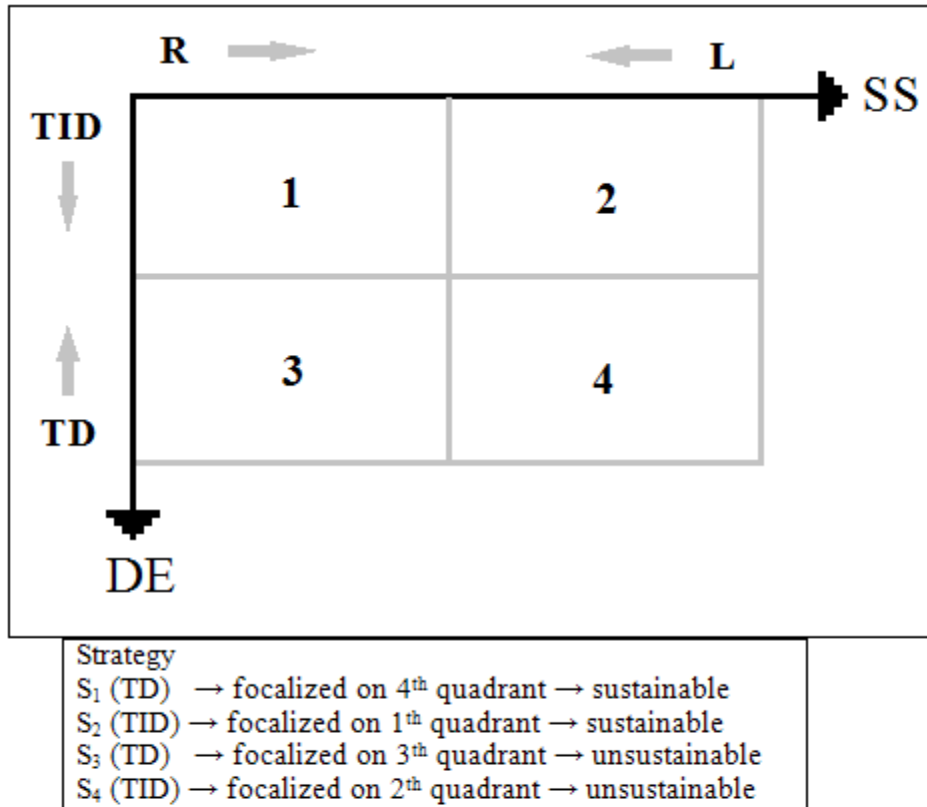 R L
SS
TID
1 2
3 4
TD
DE
Strategy
S₁ (TD) → focalized on 4th quadrant → sustainable
S₂ (TID) → focalized on 1th quadrant → sustainable
S₃ (TD) → focalized on 3th quadrant → unsustainable
S₄ (TID) → focalized on 2th quadrant → unsustainable